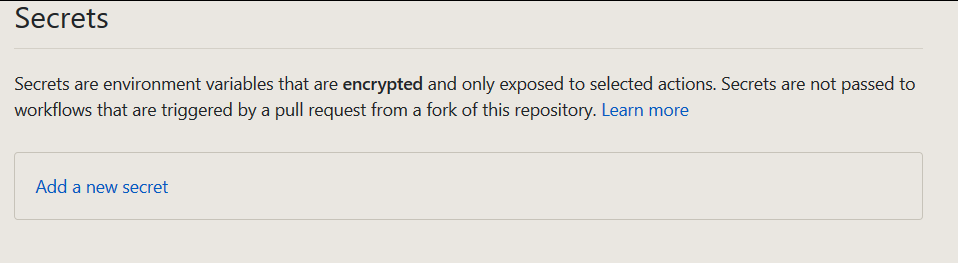 Secrets
Secrets are environment variables that are encrypted and only exposed to selected actions. Secrets are not passed to
workflows that are triggered by a pull request from a fork of this repository. Learn more
Add a new secret